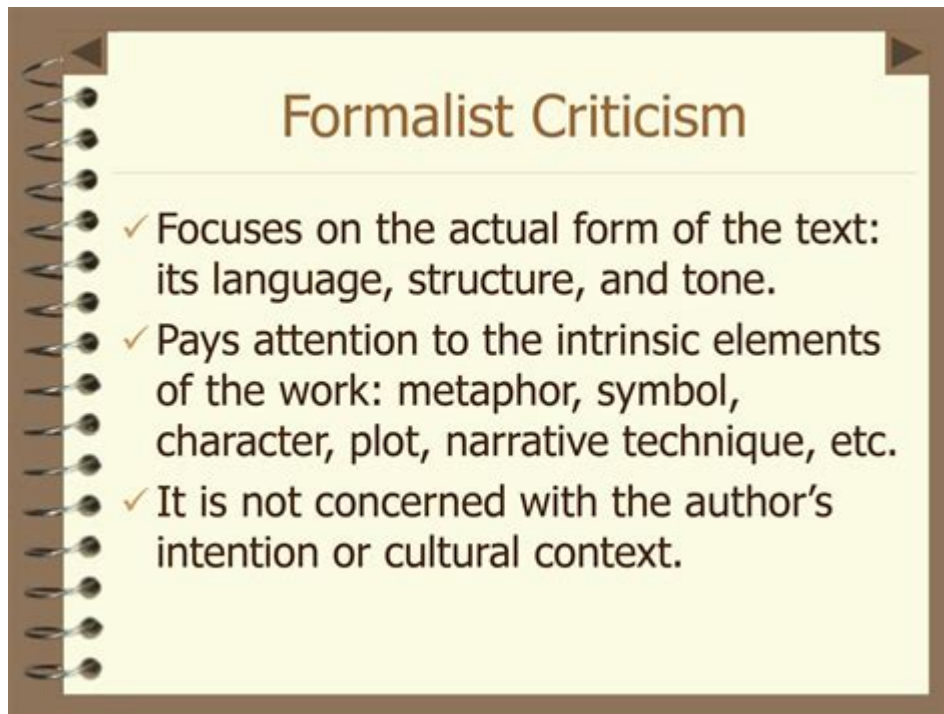 Formalist Criticism
✓ Focuses on the actual form of the text:
its language, structure, and tone.
✓ Pays attention to the intrinsic elements
of the work: metaphor, symbol,
character, plot, narrative technique, etc.
✓ It is not concerned with the author’s
intention or cultural context.